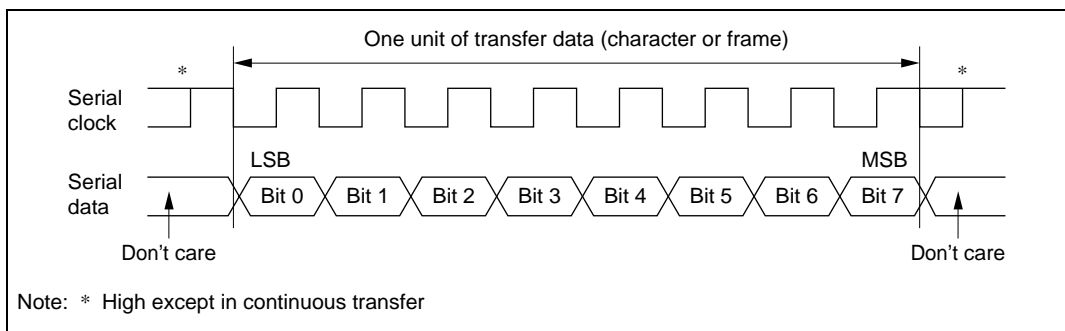 One unit of transfer data (character or frame)
* *
Serial
clock
LSB MSB
Serial
data
Bit 0 Bit 1 Bit 2 Bit 3 Bit 4 Bit 5 Bit 6 Bit 7
Don't care Don't care
Note: * High except in continuous transfer